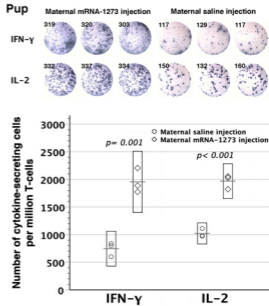 Pup
Maternal mRNA-1273 injection Maternal saline injection
IFN-γ
319 320 303 117 129 117
IL-2
332 337 334 150 132 160
Number of cytokine-secreting cells
per million T-cells
3000
2500
2000
1500
1000
500
0
○ Maternal saline injection
◇ Maternal mRNA-1273 injection
p= 0.001
p< 0.001
IFN-γ IL-2